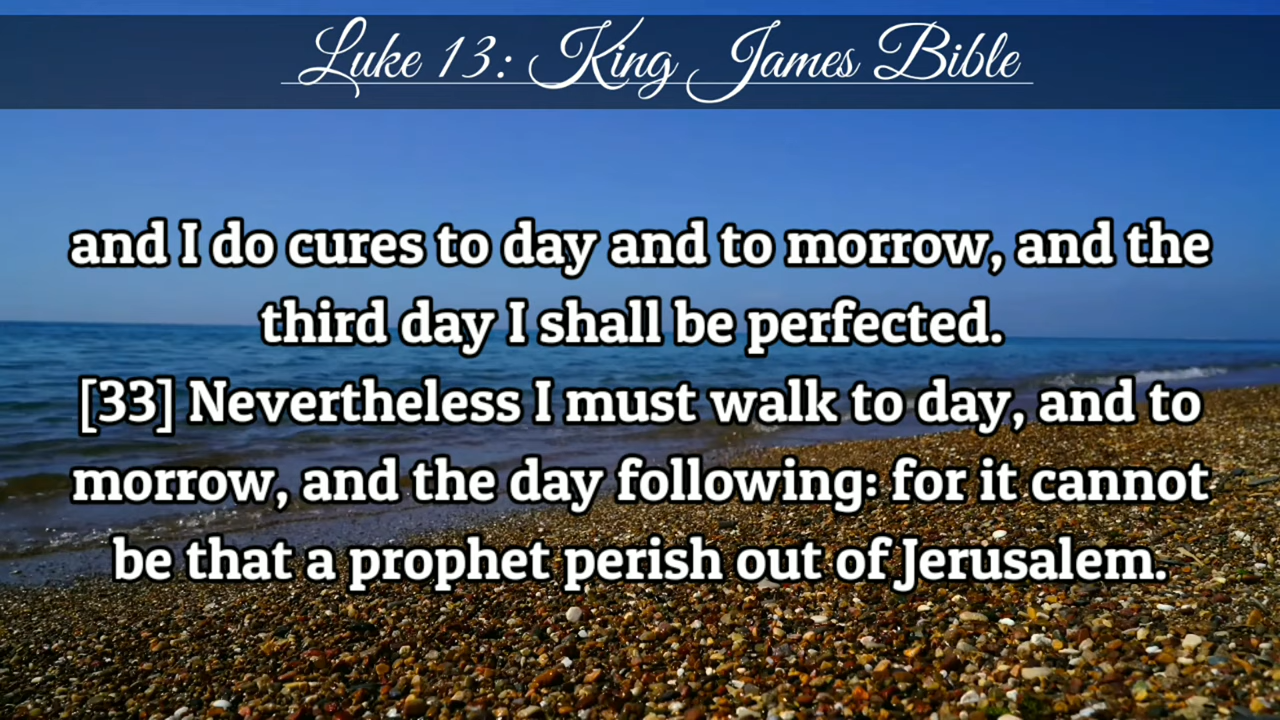 Luke 13: King James Bible
and I do cures to day and to morrow, and the
third day I shall be perfected.
[33] Nevertheless I must walk to day, and to
morrow, and the day following: for it cannot
be that a prophet perish out of Jerusalem.